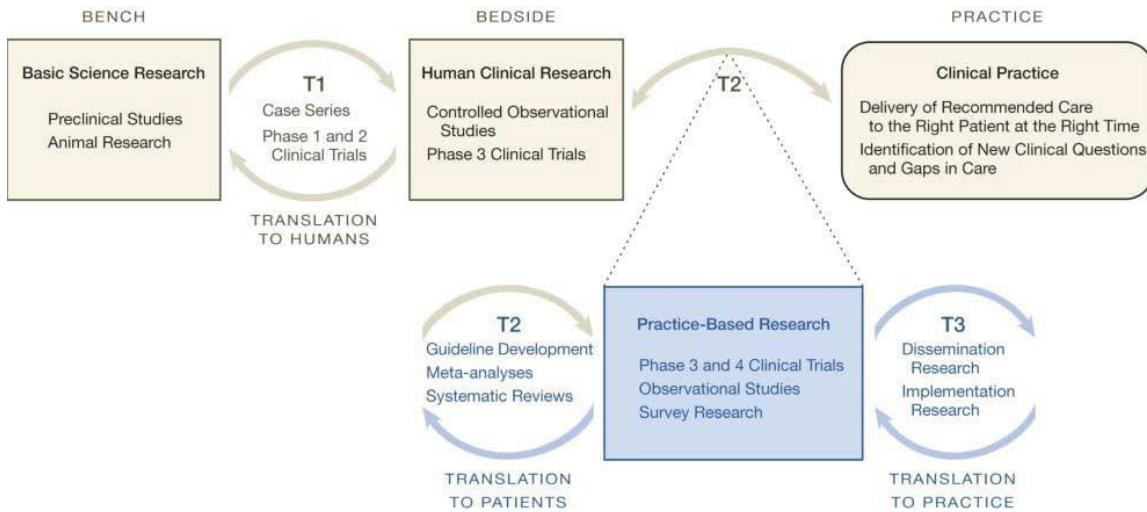 BENCH
BEDSIDE
PRACTICE
Basic Science Research
Preclinical Studies
Animal Research
T1
Case Series
Phase 1 and 2
Clinical Trials
TRANSLATION
TO HUMANS
Human Clinical Research
Controlled Observational
Studies
Phase 3 Clinical Trials
T2
Clinical Practice
Delivery of Recommended Care
to the Right Patient at the Right Time
Identification of New Clinical Questions
and Gaps in Care
T2
Guideline Development
Meta-analyses
Systematic Reviews
TRANSLATION
TO PATIENTS
Practice-Based Research
Phase 3 and 4 Clinical Trials
Observational Studies
Survey Research
T3
Dissemination
Research
Implementation
Research
TRANSLATION
TO PRACTICE